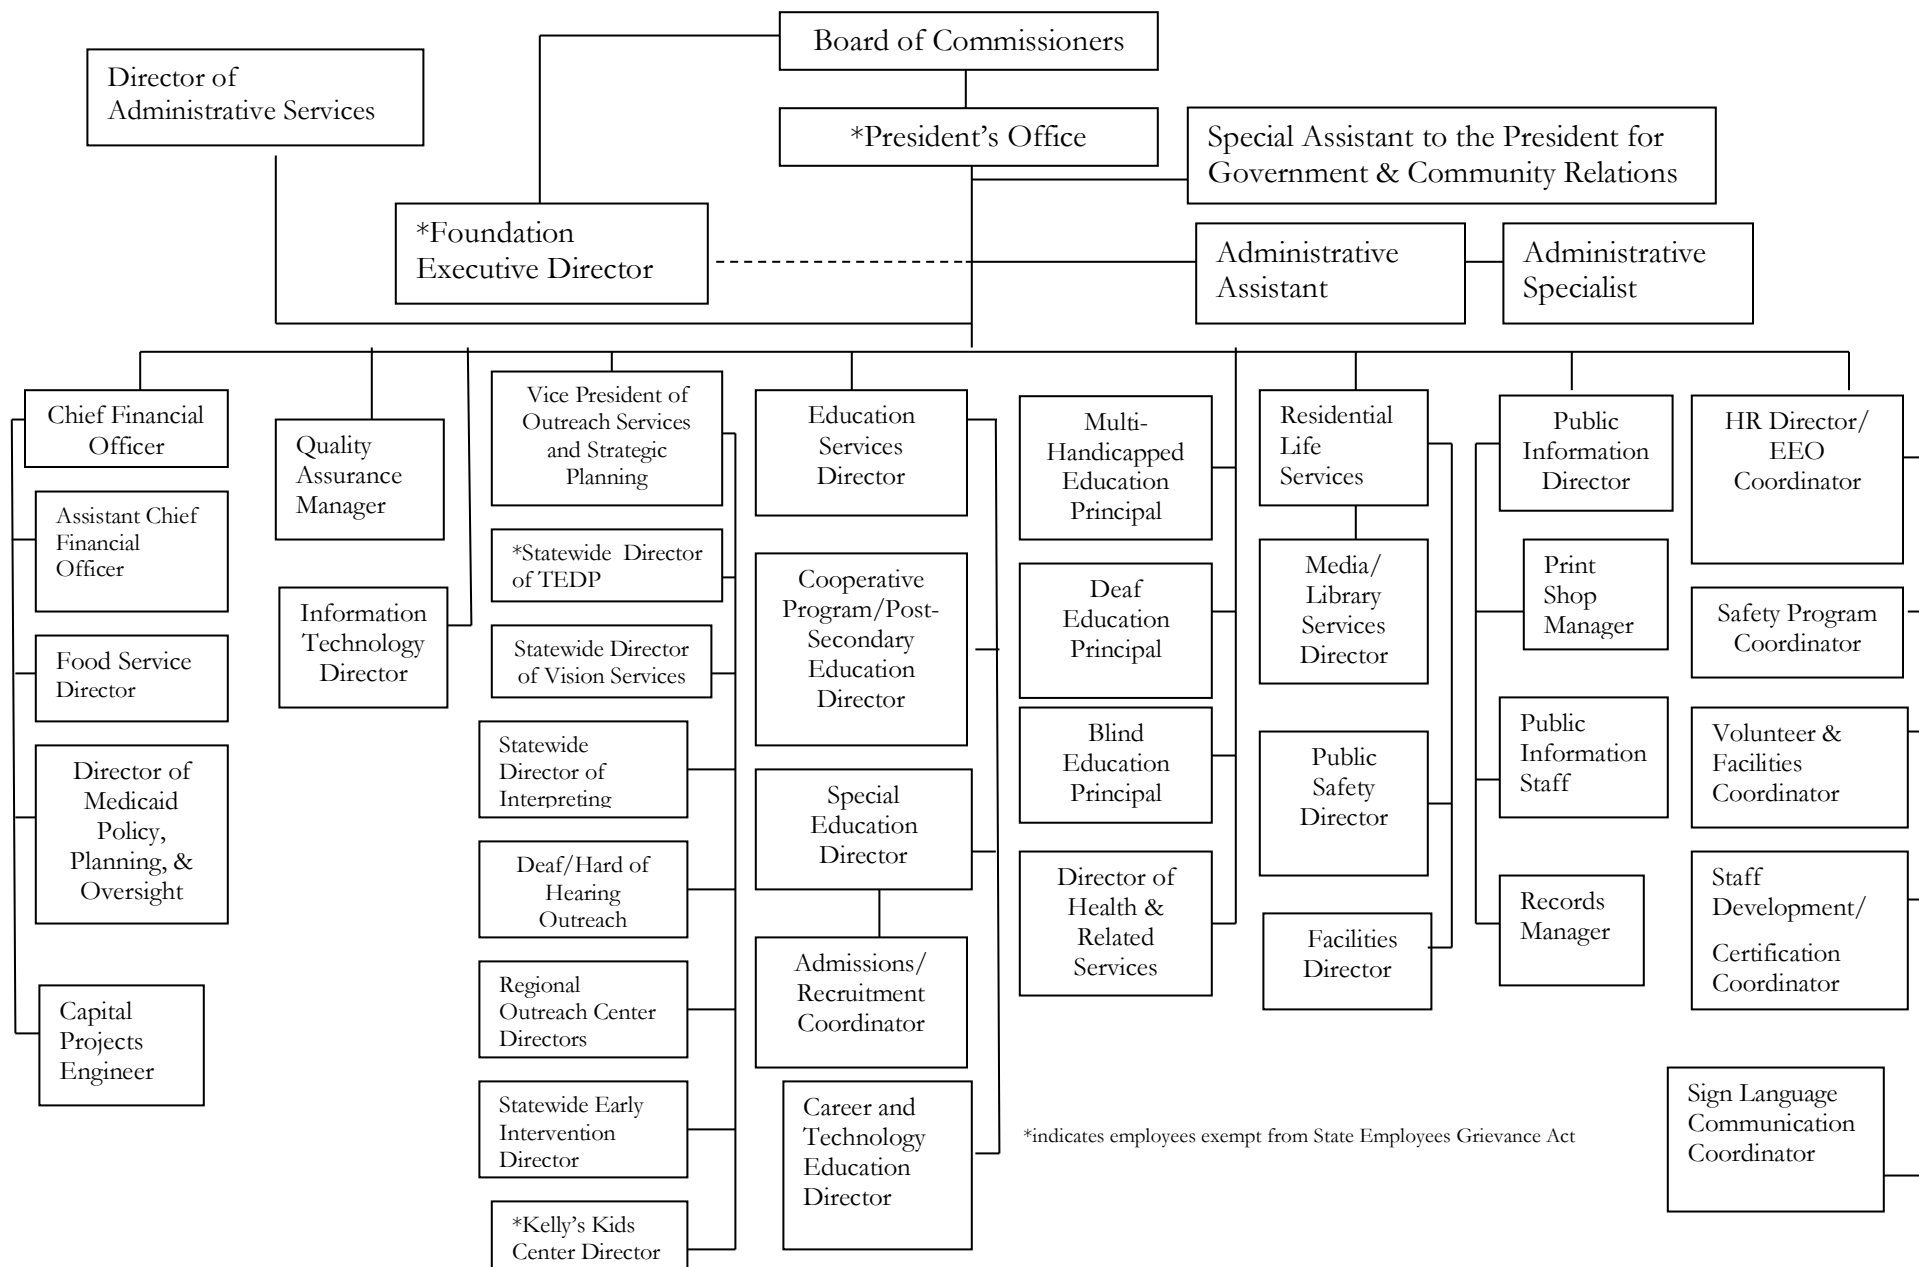 Board of Commissioners
Director of
Administrative Services
*President's Office
Special Assistant to the President for
Government & Community Relations
*Foundation
Executive Director
Administrative
Assistant
Administrative
Specialist
Chief Financial
Officer
Assistant Chief
Financial
Officer
Food Service
Director
Director of
Medicaid
Policy,
Planning, &
Oversight
Capital
Projects
Engineer
Quality
Assurance
Manager
Information
Technology
Director
Vice President of
Outreach Services
and Strategic
Planning
*Statewide Director
of TEDP
Statewide Director
of Vision Services
Statewide
Director of
Interpreting
Deaf/Hard of
Hearing
Outreach
Regional
Outreach Center
Directors
Statewide Early
Intervention
Director
*Kelly's Kids
Center Director
Education
Services
Director
Cooperative
Program/Post-
Secondary
Education
Director
Special
Education
Director
Admissions/
Recruitment
Coordinator
Career and
Technology
Education
Director
Multi-
Handicapped
Education
Principal
Deaf
Education
Principal
Blind
Education
Principal
Director of
Health &
Related
Services
Residential
Life
Services
Media/
Library
Services
Director
Public
Safety
Director
Facilities
Director
Public
Information
Director
Print
Shop
Manager
Public
Information
Staff
Records
Manager
HR Director/
EEO
Coordinator
Safety Program
Coordinator
Volunteer &
Facilities
Coordinator
Staff
Development/
Certification
Coordinator
Sign Language
Communication
Coordinator
*indicates employees exempt from State Employees Grievance Act